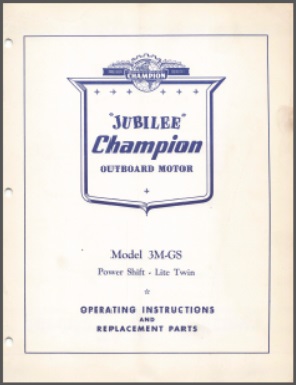 CHAMPION
"JUBILEE"
Champion
OUTBOARD MOTOR
Model 3M-GS
Power Shift - Lite Twin
OPERATING INSTRUCTIONS
AND
REPLACEMENT PARTS